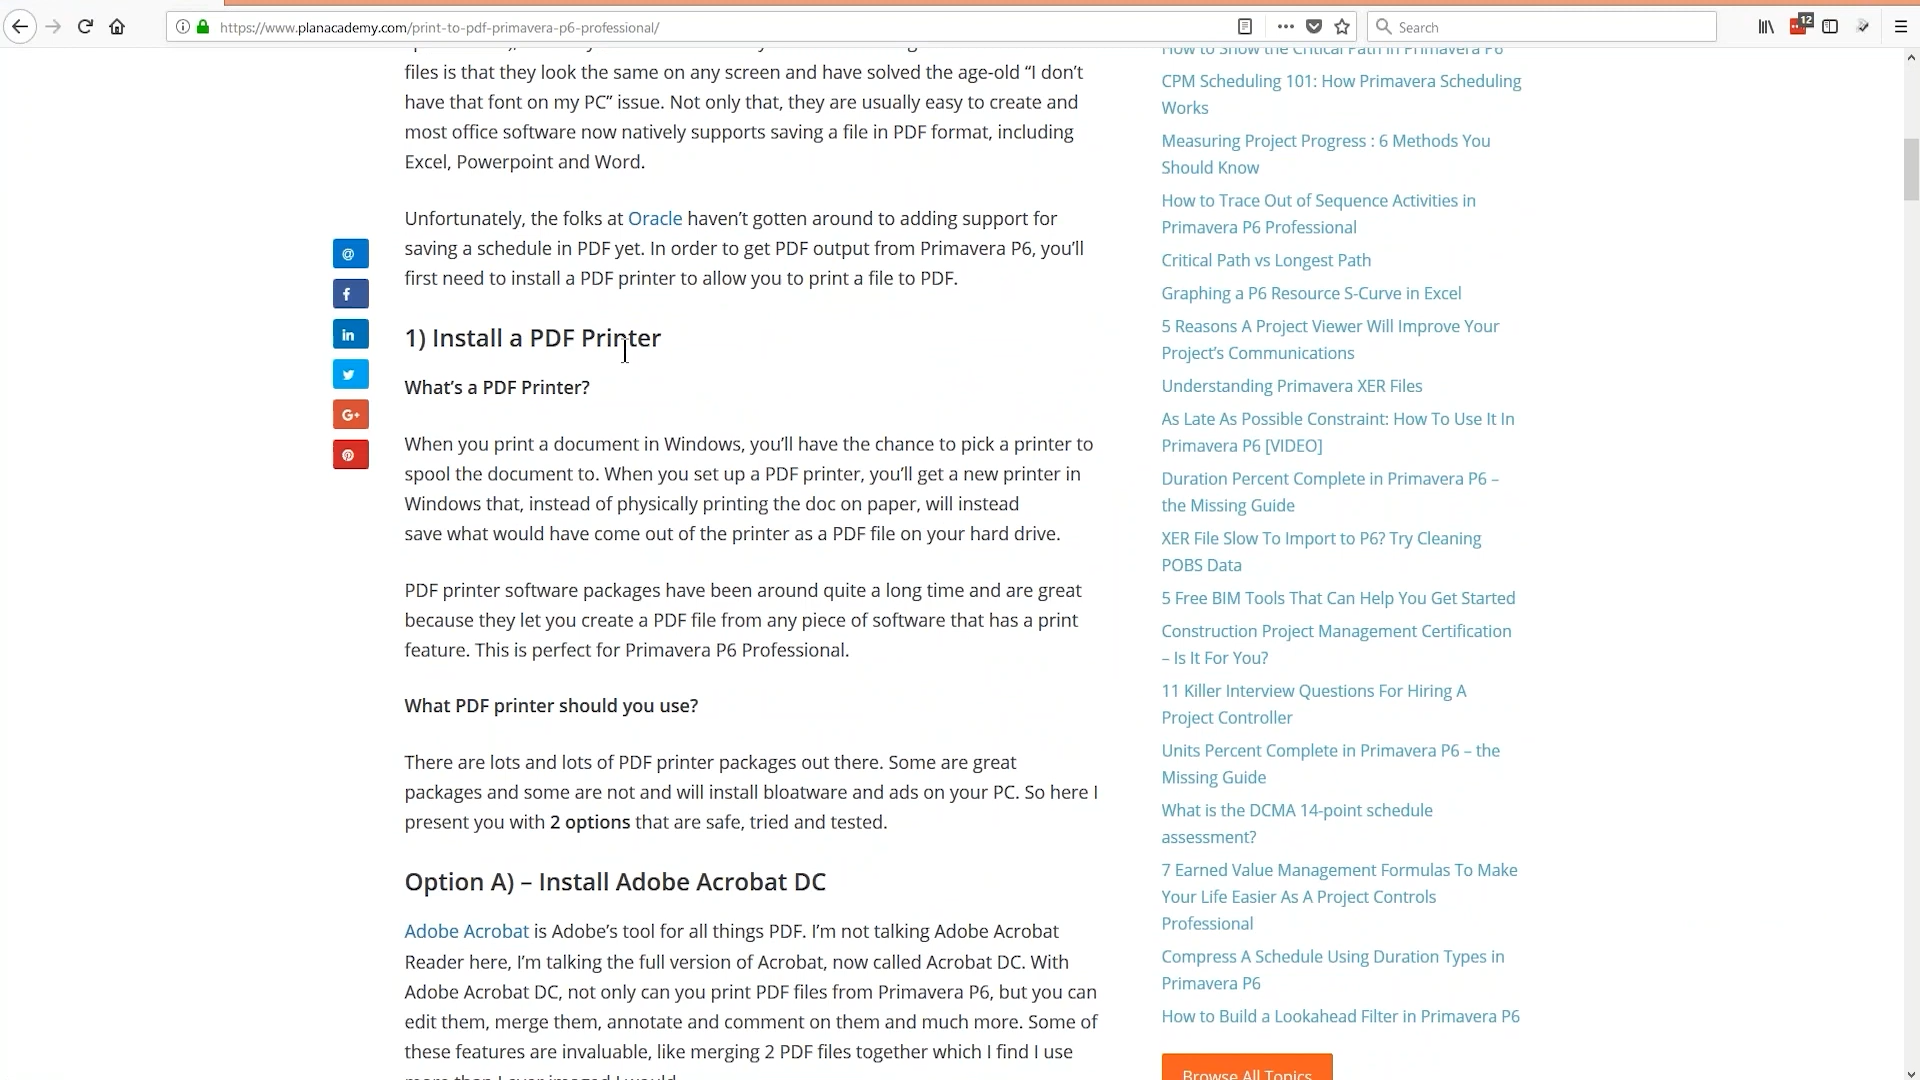 https://www.planacademy.com/print-to-pdf-primavera-p6-professional/
Search
12
files is that they look the same on any screen and have solved the age-old “I don’t
have that font on my PC” issue. Not only that, they are usually easy to create and
most office software now natively supports saving a file in PDF format, including
Excel, Powerpoint and Word.
Unfortunately, the folks at Oracle haven’t gotten around to adding support for
saving a schedule in PDF yet. In order to get PDF output from Primavera P6, you’ll
first need to install a PDF printer to allow you to print a file to PDF.
@
f
in
G+
1) Install a PDF Printer
What’s a PDF Printer?
When you print a document in Windows, you’ll have the chance to pick a printer to
spool the document to. When you set up a PDF printer, you’ll get a new printer in
Windows that, instead of physically printing the doc on paper, will instead
save what would have come out of the printer as a PDF file on your hard drive.
PDF printer software packages have been around quite a long time and are great
because they let you create a PDF file from any piece of software that has a print
feature. This is perfect for Primavera P6 Professional.
What PDF printer should you use?
There are lots and lots of PDF printer packages out there. Some are great
packages and some are not and will install bloatware and ads on your PC. So here I
present you with 2 options that are safe, tried and tested.
Option A) – Install Adobe Acrobat DC
Adobe Acrobat is Adobe’s tool for all things PDF. I’m not talking Adobe Acrobat
Reader here, I’m talking the full version of Acrobat, now called Acrobat DC. With
Adobe Acrobat DC, not only can you print PDF files from Primavera P6, but you can
edit them, merge them, annotate and comment on them and much more. Some of
these features are invaluable, like merging 2 PDF files together which I find I use
How to Show the Critical Path in Primavera P6
CPM Scheduling 101: How Primavera Scheduling
Works
Measuring Project Progress : 6 Methods You
Should Know
How to Trace Out of Sequence Activities in
Primavera P6 Professional
Critical Path vs Longest Path
Graphing a P6 Resource S-Curve in Excel
5 Reasons A Project Viewer Will Improve Your
Project’s Communications
Understanding Primavera XER Files
As Late As Possible Constraint: How To Use It In
Primavera P6 [VIDEO]
Duration Percent Complete in Primavera P6 –
the Missing Guide
XER File Slow To Import to P6? Try Cleaning
POBS Data
5 Free BIM Tools That Can Help You Get Started
Construction Project Management Certification
– Is It For You?
11 Killer Interview Questions For Hiring A
Project Controller
Units Percent Complete in Primavera P6 – the
Missing Guide
What is the DCMA 14-point schedule
assessment?
7 Earned Value Management Formulas To Make
Your Life Easier As A Project Controls
Professional
Compress A Schedule Using Duration Types in
Primavera P6
How to Build a Lookahead Filter in Primavera P6
Browse All Topics